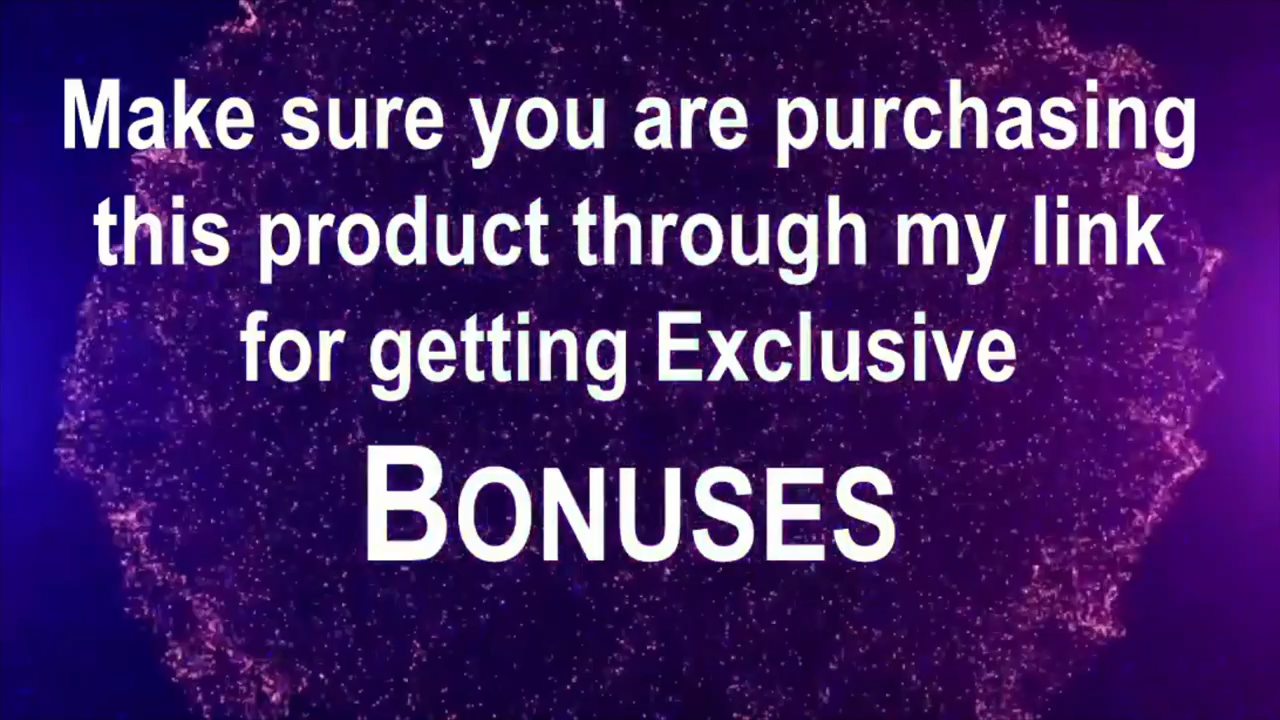 Make sure you are purchasing
this product through my link
for getting Exclusive
BONUSES